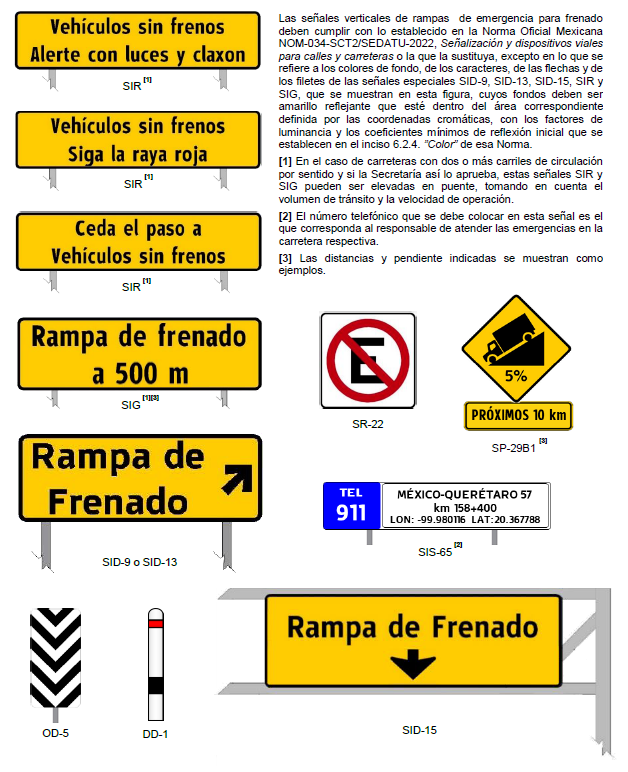 Vehículos sin frenos
Alerte con luces y claxon
SIR [1]
Vehículos sin frenos
Siga la raya roja
SIR [1]
Ceda el paso a
Vehículos sin frenos
SIR [1]
Rampa de frenado
a 500 m
SIG [1][3]
Rampa de
Frenado
SID-9 o SID-13
Las señales verticales de rampas de emergencia para frenado
deben cumplir con lo establecido en la Norma Oficial Mexicana
NOM-034-SCT2/SEDATU-2022, Señalización y dispositivos viales
para calles y carreteras o la que la sustituya, excepto en lo que se
refiere a los colores de fondo, de los caracteres, de las flechas y de
los filetes de las señales especiales SID-9, SID-13, SID-15, SIR y
SIG, que se muestran en esta figura, cuyos fondos deben ser
amarillo reflejante que esté dentro del área correspondiente
definida por las coordenadas cromáticas, con los factores de
luminancia y los coeficientes mínimos de reflexión inicial que se
establecen en el inciso 6.2.4. "Color" de esa Norma.
[1] En el caso de carreteras con dos o más carriles de circulación
por sentido y si la Secretaría así lo aprueba, estas señales SIR y
SIG pueden ser elevadas en puente, tomando en cuenta el
volumen de tránsito y la velocidad de operación.
[2] El número telefónico que se debe colocar en esta señal es el
que corresponda al responsable de atender las emergencias en la
carretera respectiva.
[3] Las distancias y pendiente indicadas se muestran como
ejemplos.
E
SR-22
5%
PRÓXIMOS 10 km
SP-29B1 [3]
TEL
911
MÉXICO-QUERÉTARO 57
km 158+400
LON: -99.980116 LAT:20.367788
SIS-65 [2]
OD-5
DD-1
Rampa de Frenado
SID-15